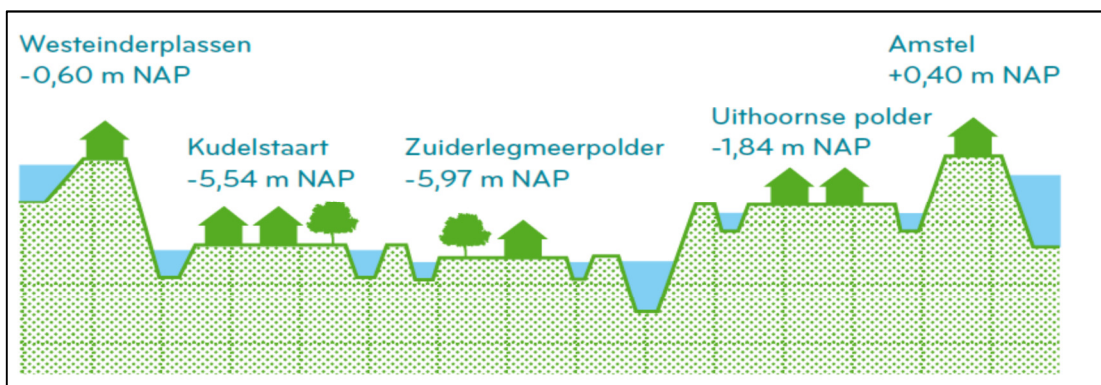 Westeinderplassen
-0,60 m NAP
Amstel
+0,40 m NAP
Kudelstaart
-5,54 m NAP
Zuiderlegmeerpolder
-5,97 m NAP
Uithoornse polder
-1,84 m NAP